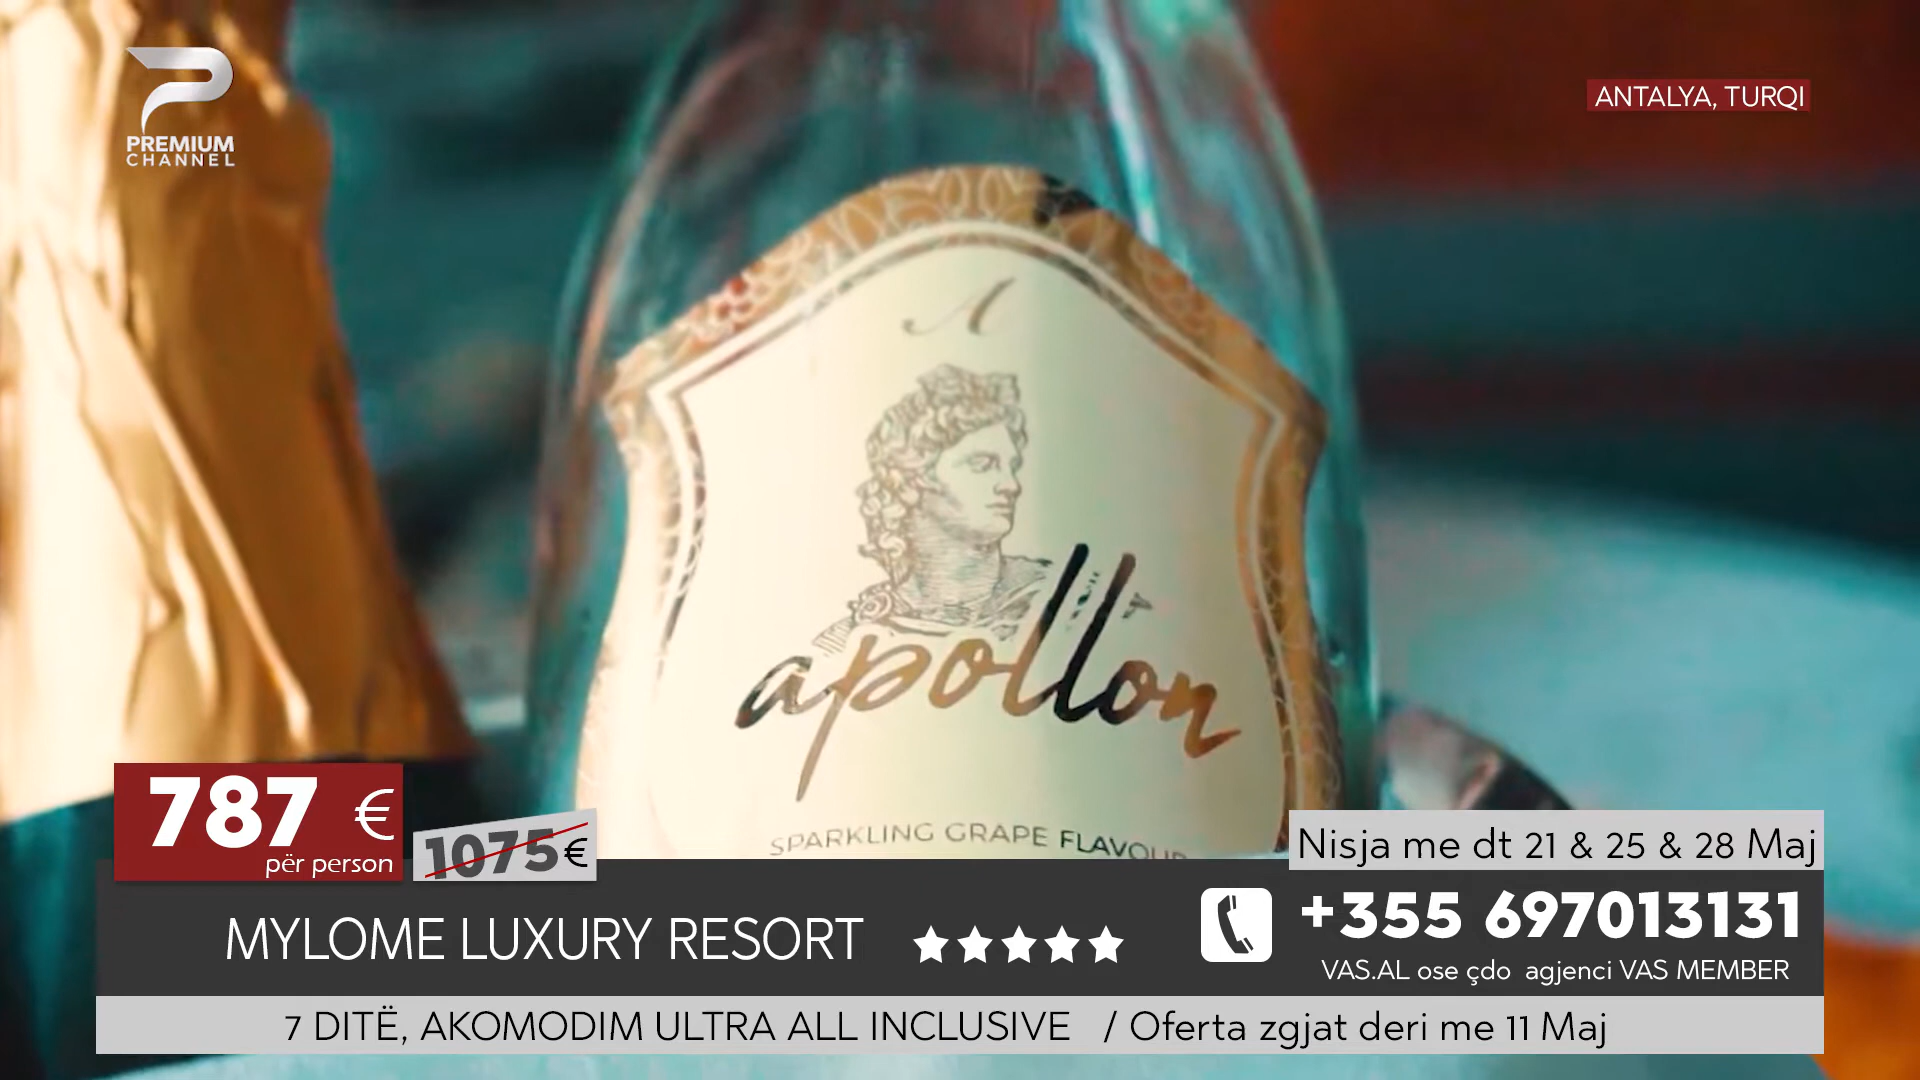 PREMIUM
CHANNEL
ANTALYA, TURQI
A
apollon
SPARKLING GRAPE FLAVOUR
787 €
për person
1075€
Nisja me dt 21 & 25 & 28 Maj
MYLOME LUXURY RESORT
+355 697013131
VAS.AL ose çdo agjenci VAS MEMBER
7 DITË, AKOMODIM ULTRA ALL INCLUSIVE / Oferta zgjat deri me 11 Maj